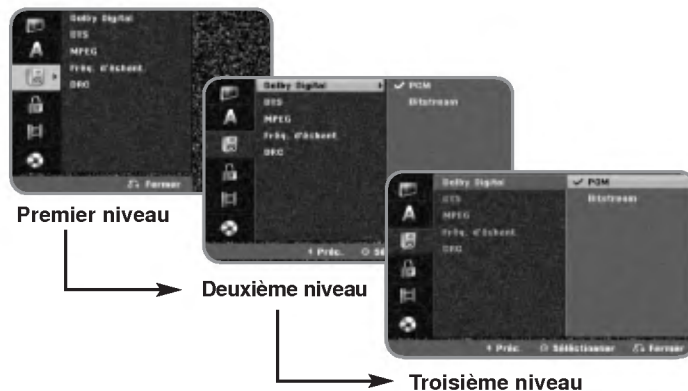 Dolby Digital
DTS
MPEG
Fréq. d'échant.
DRC
Fermer
Premier niveau
Dolby Digital
DTS
MPEG
Fréq. d'échant.
DRC
PCM
Bitstream
Préc.
Deuxième niveau
Dolby Digital
DTS
MPEG
Fréq. d'échant.
DRC
PCM
Bitstream
Préc. Séléctionner Fermer
Troisième niveau